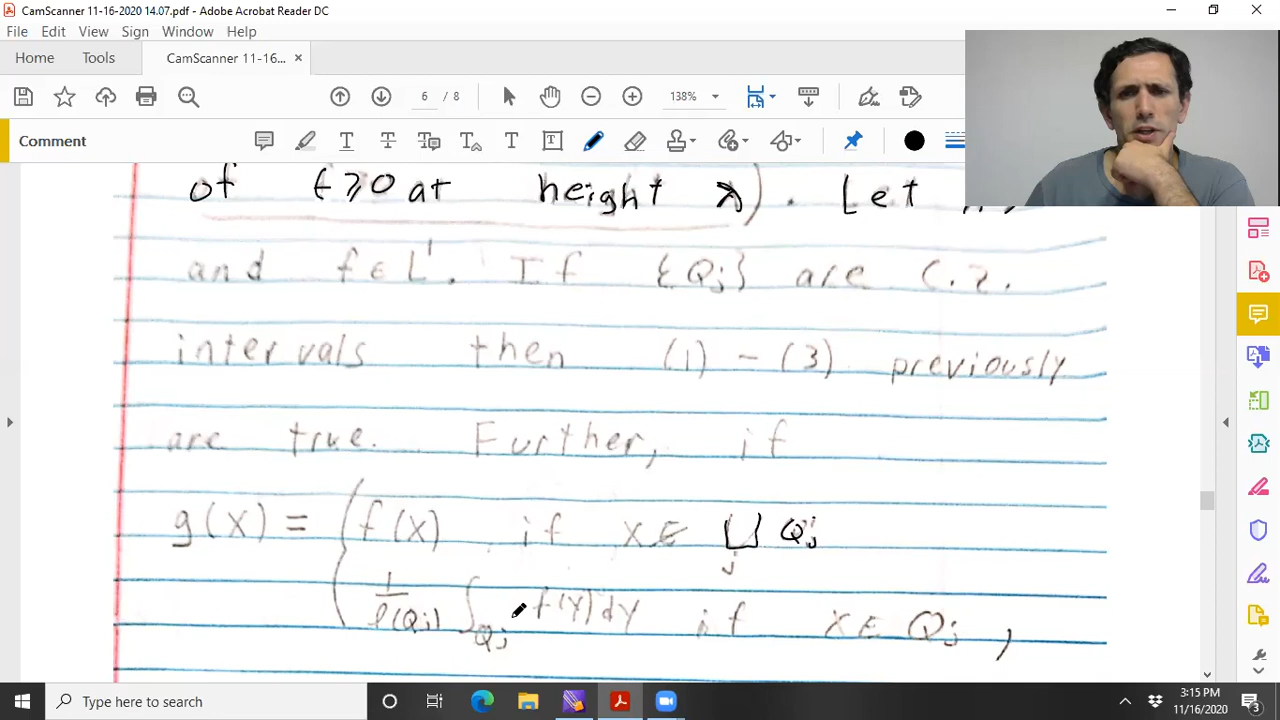 CamScanner 11-16-2020 14.07.pdf - Adobe Acrobat Reader DC
File Edit View Sign Window Help
Home Tools CamScanner 11-16... ×
6 / 8 138%
Comment
of f ⩾ 0 at height λ). Let
and f ∈ L¹. If {Qj} are C.Z.
intervals then (1) - (3) previously
are true. Further, if
g(x) = { f(x) if x ∈ ⋃j Qj
1/ℓ(Qj) ∫Qj f(y)dy if x ∈ Qj ,
Type here to search
3:15 PM
11/16/2020
3